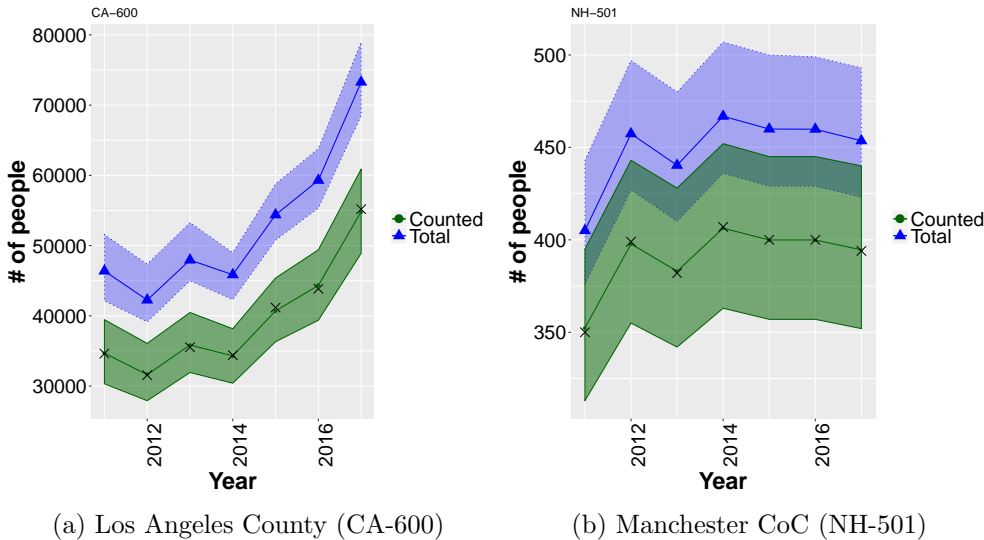 CA−600
80000
70000
60000
50000
40000
30000
# of people
2012
2014
2016
Year
Counted
Total
(a) Los Angeles County (CA-600)
NH−501
500
450
400
350
# of people
2012
2014
2016
Year
Counted
Total
(b) Manchester CoC (NH-501)